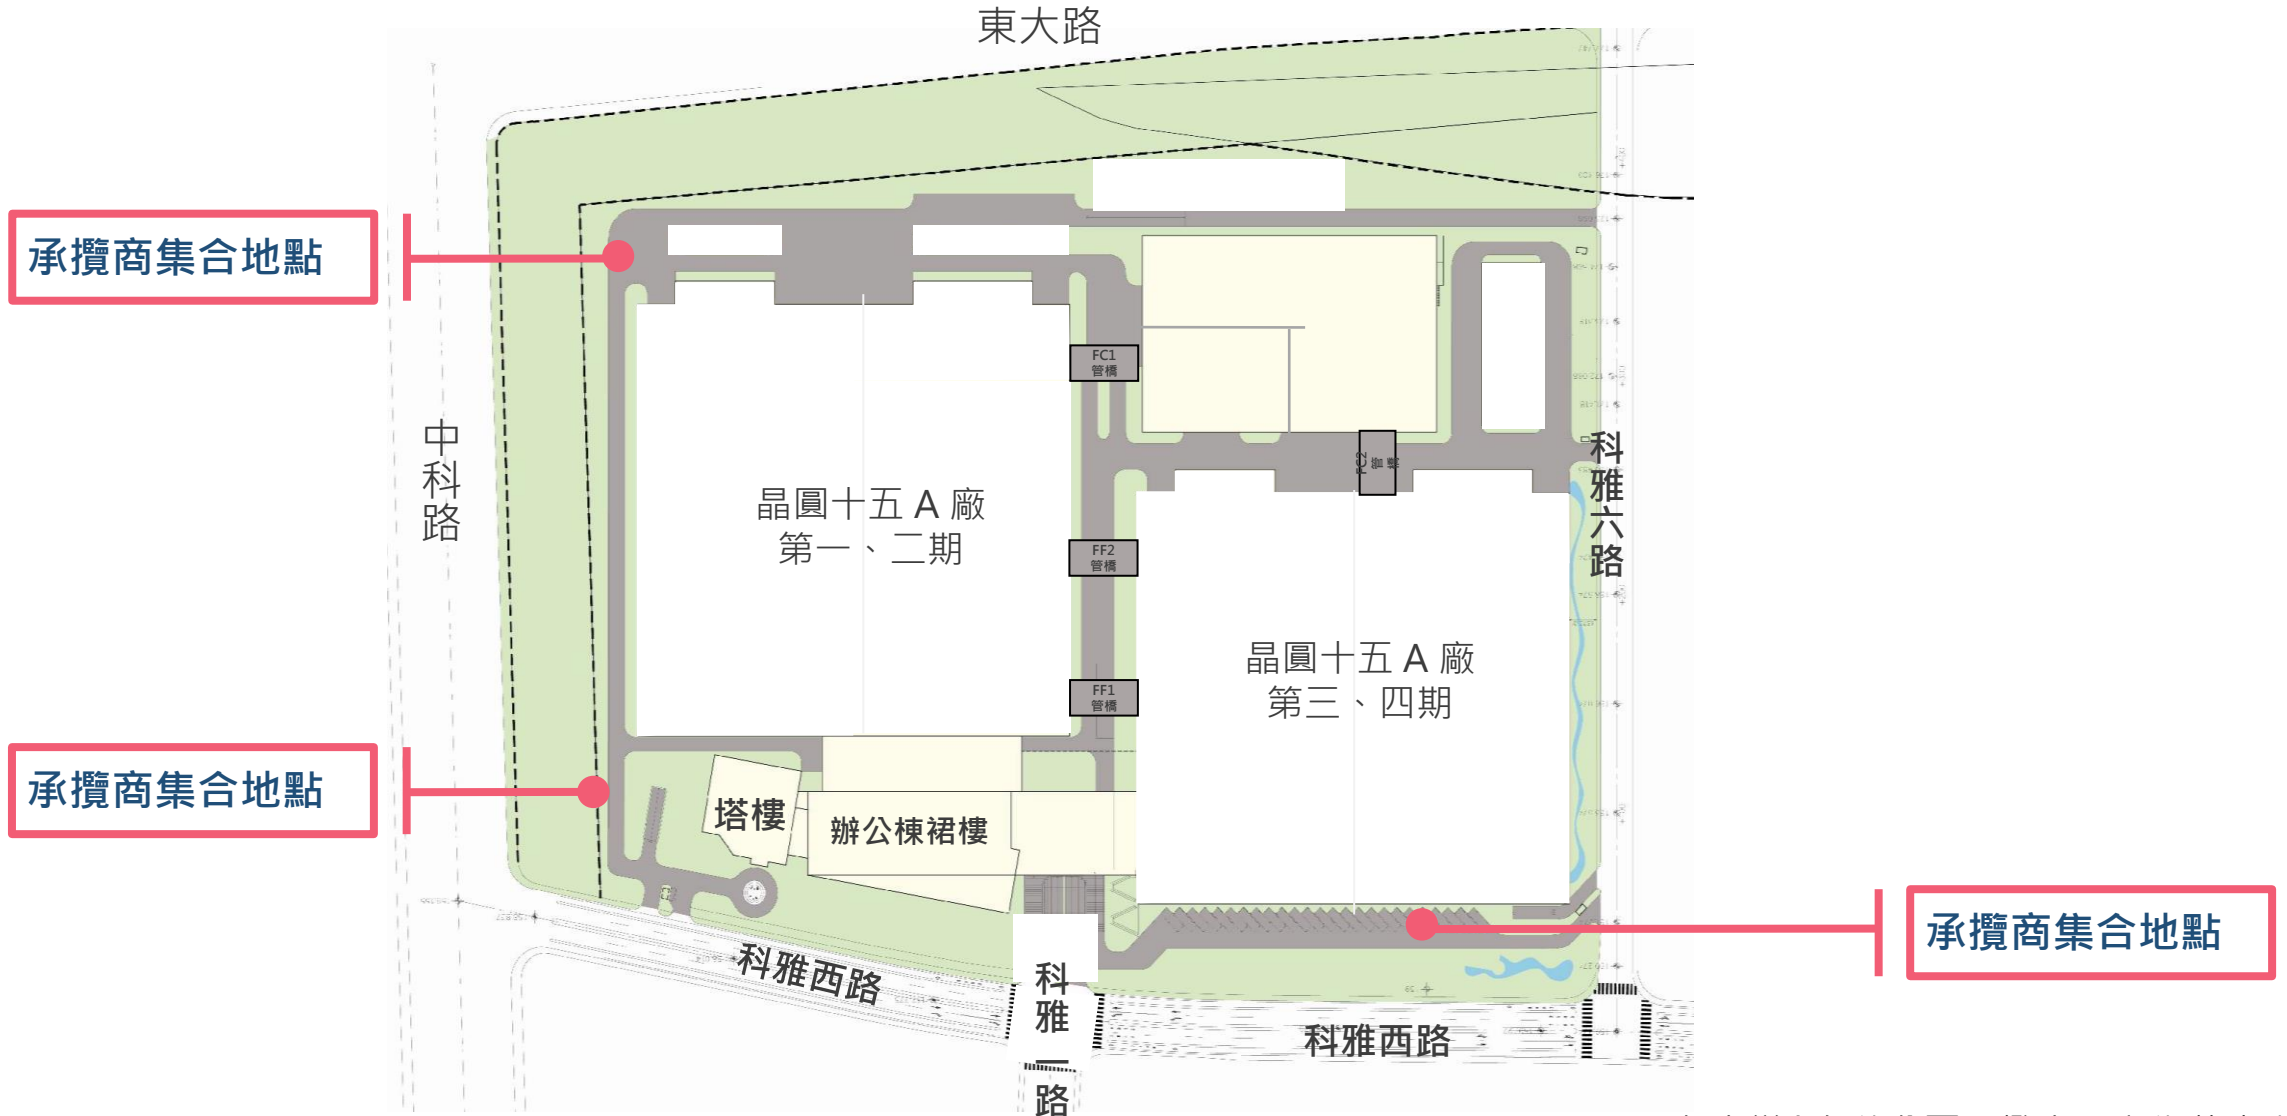 東大路
承攬商集合地點
FC1
管橋
中科路
FC2
管橋
科雅六路
晶圓十五 A 廠
第一、二期
FF2
管橋
晶圓十五 A 廠
第三、四期
FF1
管橋
承攬商集合地點
塔樓
辦公棟裙樓
承攬商集合地點
科雅西路
科雅一路
科雅西路